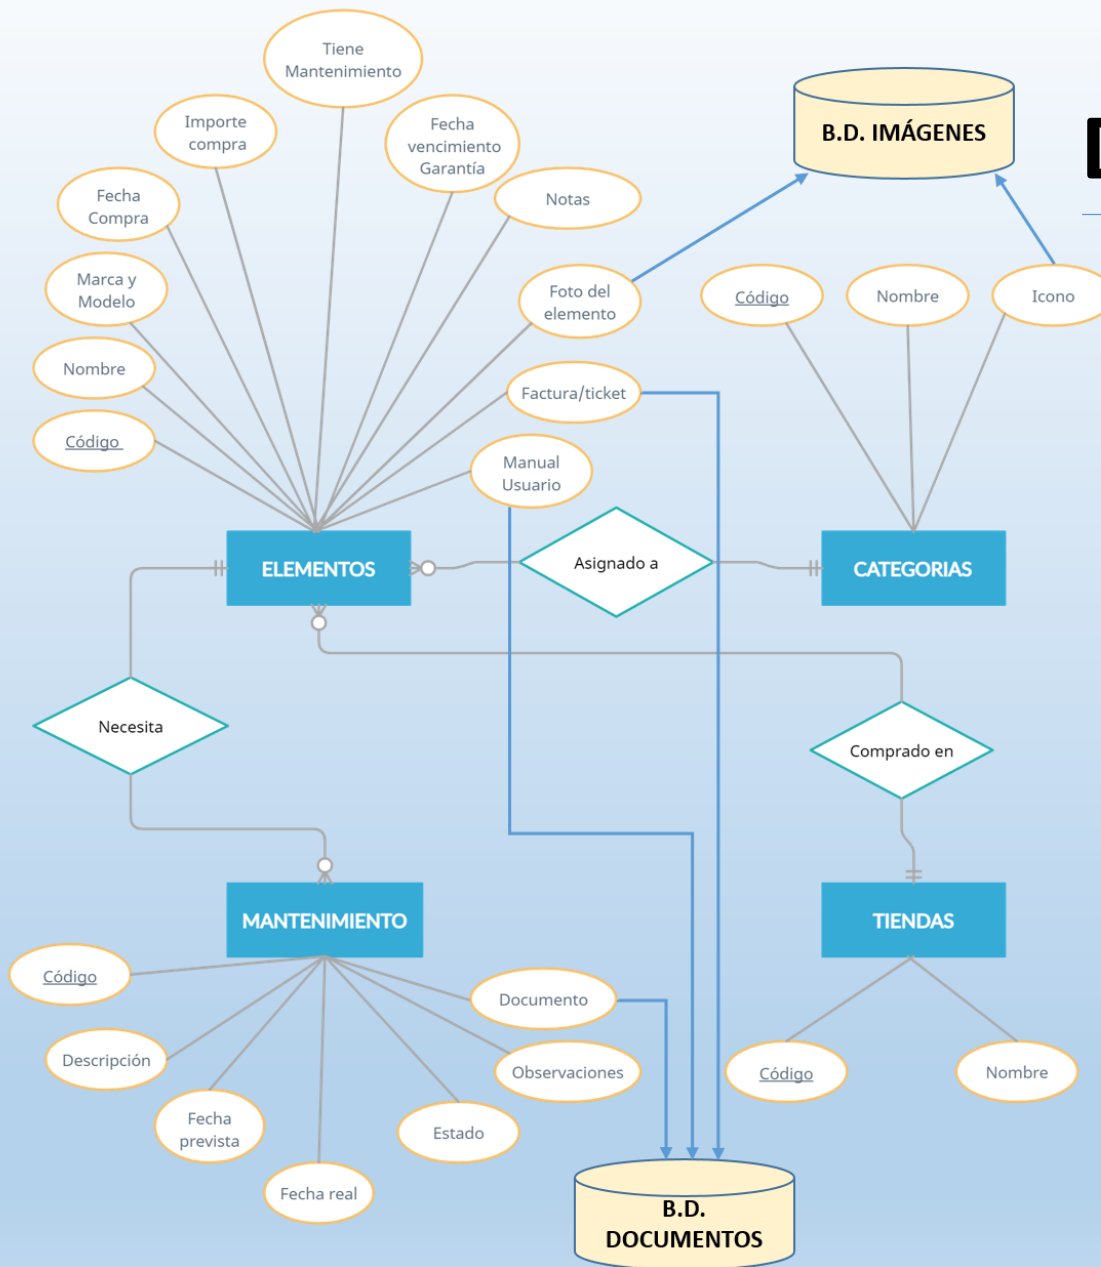 Tiene
Mantenimiento
Importe
compra
Fecha
vencimiento
Garantía
B.D. IMÁGENES
Fecha
Compra
Notas
Marca y
Modelo
Foto del
elemento
Código
Nombre
Icono
Nombre
Factura/ticket
Código
Manual
Usuario
ELEMENTOS
Asignado a
CATEGORIAS
Necesita
Comprado en
MANTENIMIENTO
TIENDAS
Código
Documento
Descripción
Observaciones
Código
Nombre
Fecha
prevista
Estado
Fecha real
B.D.
DOCUMENTOS